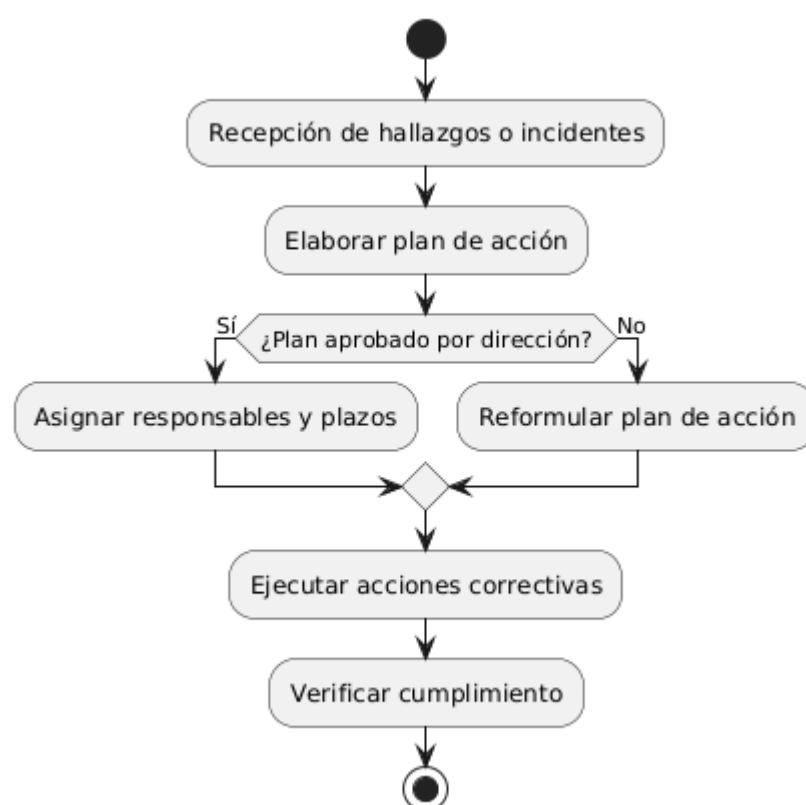 Recepción de hallazgos o incidentes
Elaborar plan de acción
Sí
¿Plan aprobado por dirección?
No
Asignar responsables y plazos
Reformular plan de acción
Ejecutar acciones correctivas
Verificar cumplimiento